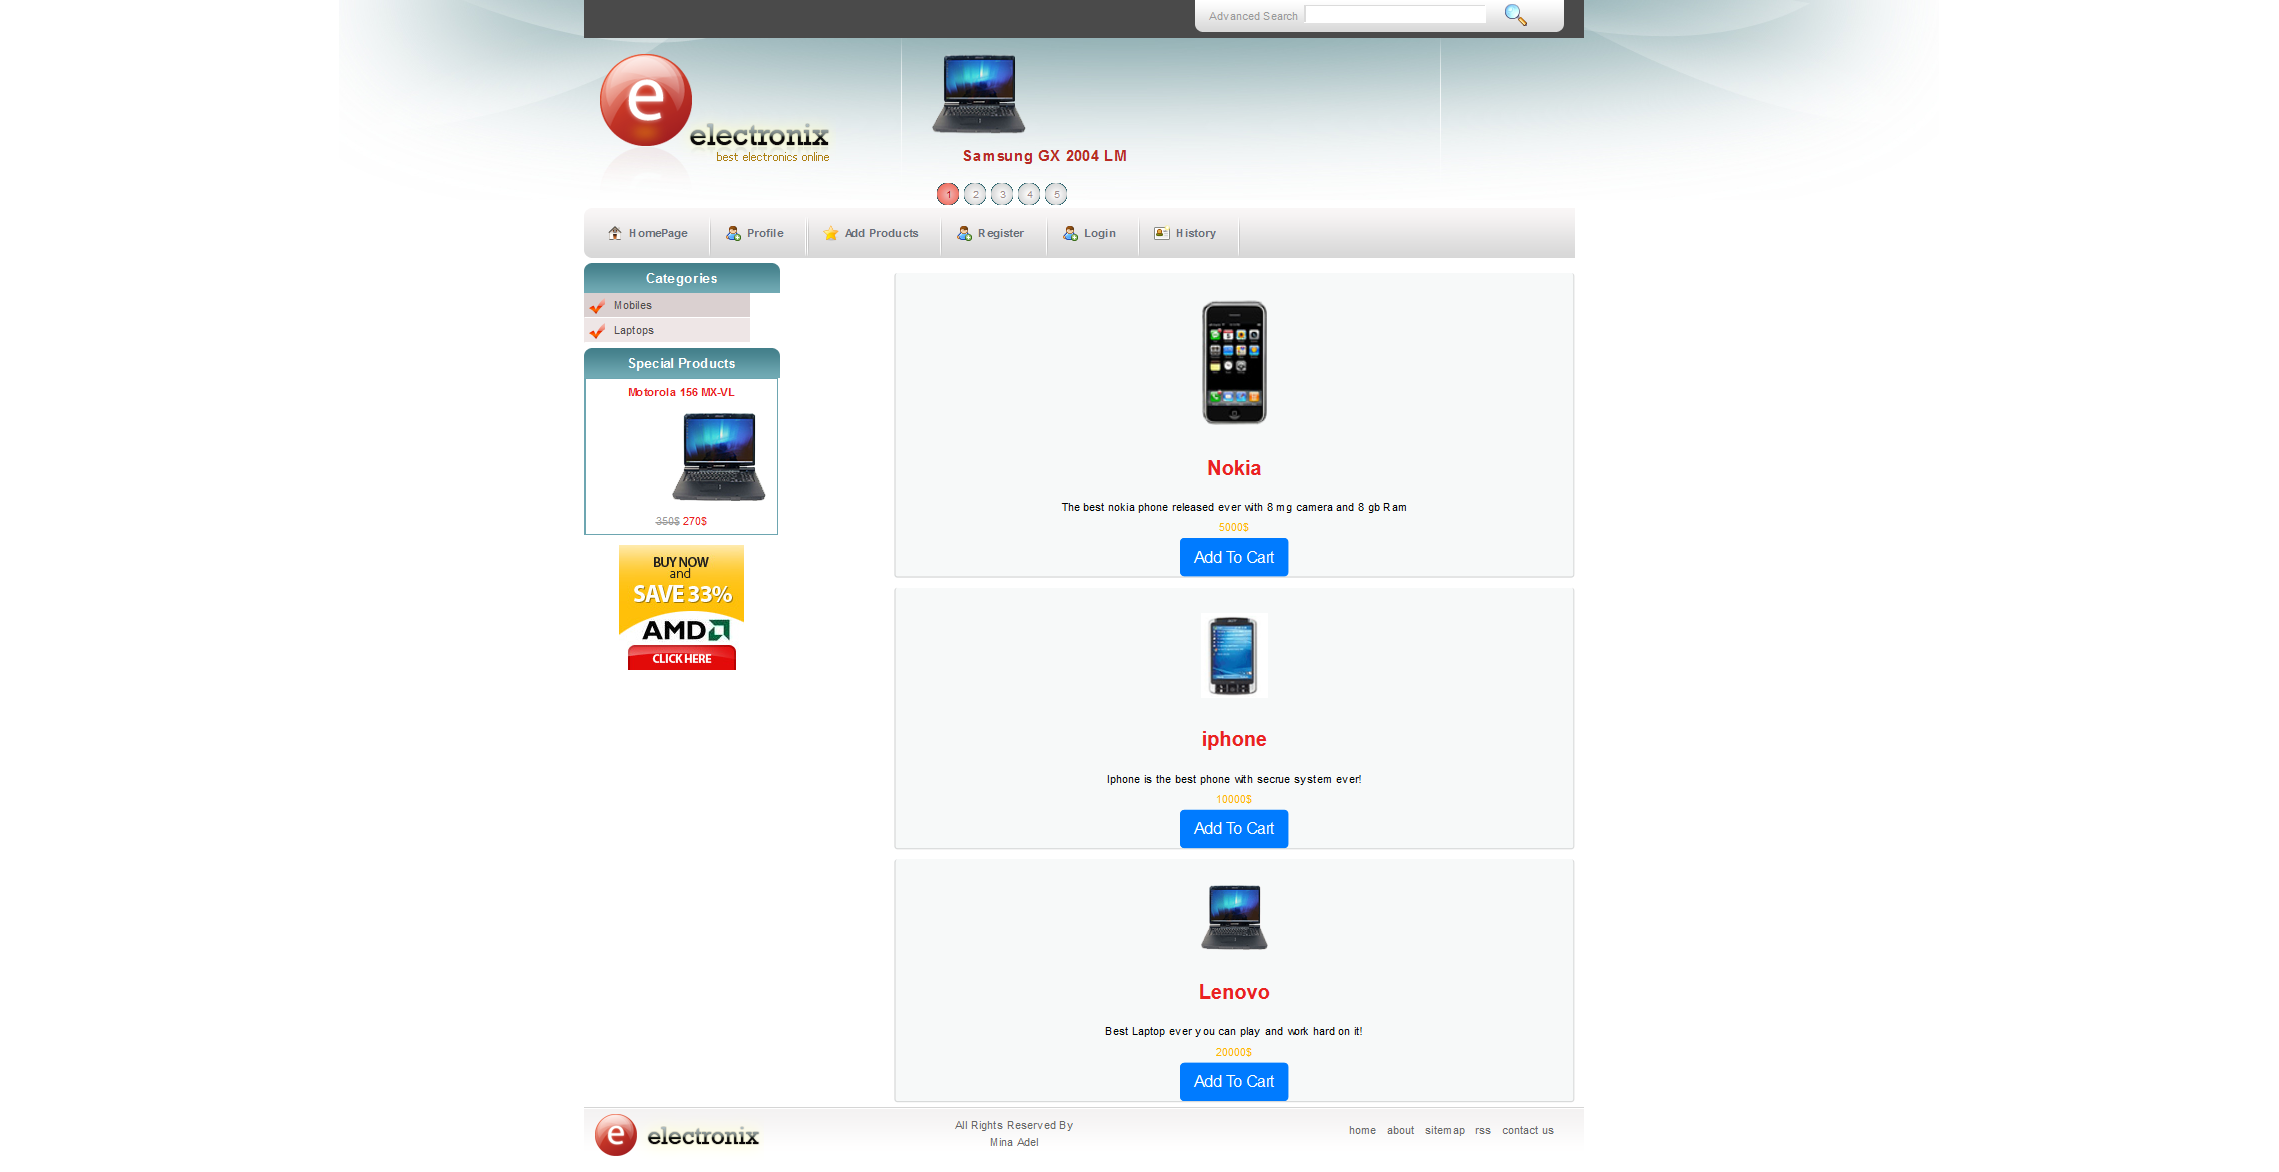 Advanced Search
e
electronix
best electronics online
Samsung GX 2004 LM
1 2 3 4 5
HomePage
Profile
Add Products
Register
Login
History
Categories
Mobiles
Laptops
Special Products
Motorola 156 MX-VL
350$ 270$
BUY NOW
and
SAVE 33%
AMD
CLICK HERE
Nokia
The best nokia phone released ever with 8 mg camera and 8 gb Ram
5000$
Add To Cart
iphone
Iphone is the best phone with secrue system ever!
10000$
Add To Cart
Lenovo
Best Laptop ever you can play and work hard on it!
20000$
Add To Cart
e
electronix
All Rights Reserved By
Mina Adel
home about sitemap rss contact us